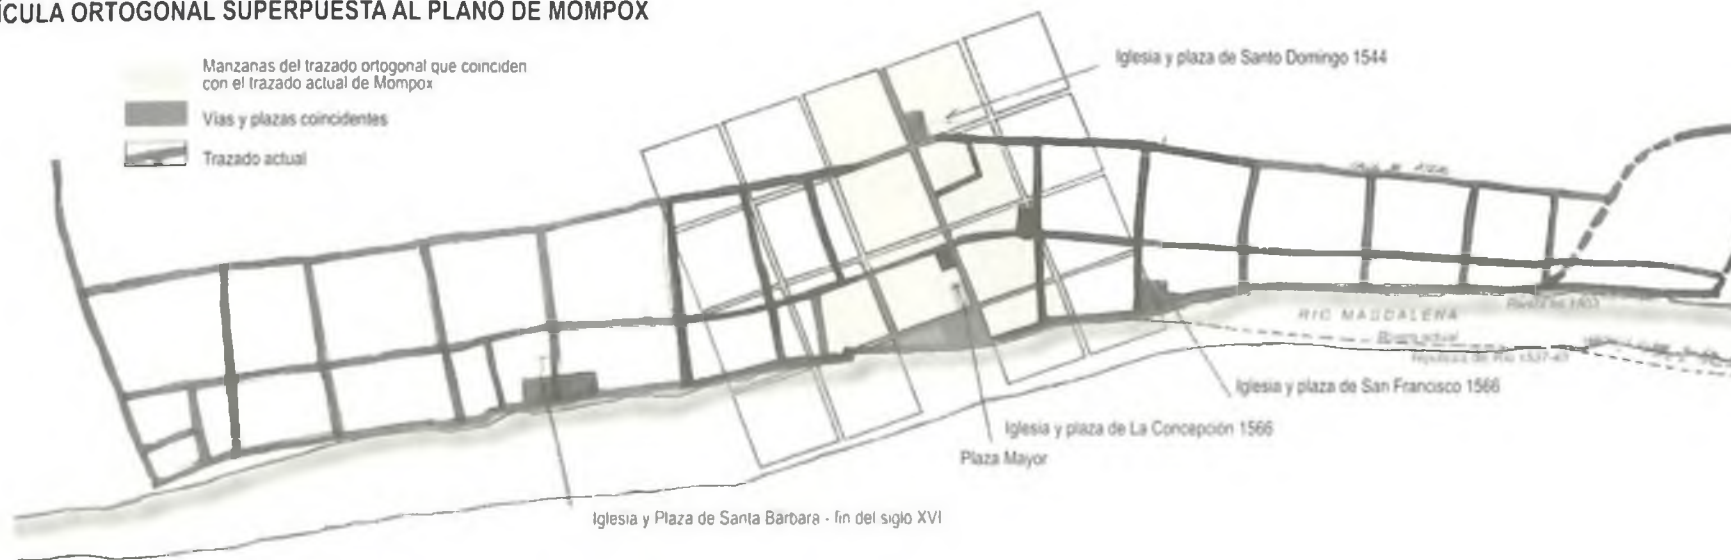 ÍCULA ORTOGONAL SUPERPUESTA AL PLANO DE MOMPOX
Manzanas del trazado ortogonal que coinciden
con el trazado actual de Mompox
Vias y plazas coincidentes
Trazado actual
Iglesia y plaza de Santo Domingo 1544
RIO MAGDALENA
Iglesia y plaza de San Francisco 1566
Iglesia y plaza de La Concepción 1566
Plaza Mayor
Iglesia y Plaza de Santa Barbara - fin del siglo XVI